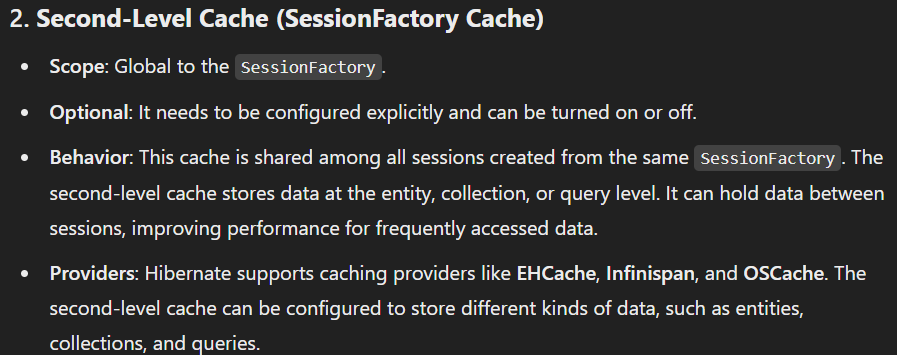 2. Second-Level Cache (SessionFactory Cache)
• Scope: Global to the SessionFactory.
• Optional: It needs to be configured explicitly and can be turned on or off.
• Behavior: This cache is shared among all sessions created from the same SessionFactory. The
second-level cache stores data at the entity, collection, or query level. It can hold data between
sessions, improving performance for frequently accessed data.
• Providers: Hibernate supports caching providers like EHCache, Infinispan, and OSCache. The
second-level cache can be configured to store different kinds of data, such as entities,
collections, and queries.